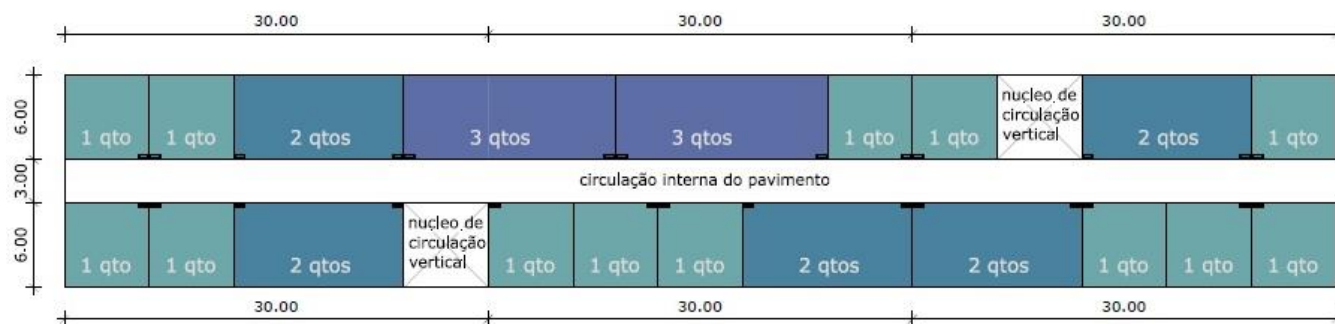 30.00 30.00 30.00
6.00
1 qto 1 qto 2 qtos 3 qtos 3 qtos 1 qto 1 qto
nucleo de
circulação
vertical
2 qtos 1 qto
3.00
circulação interna do pavimento
6.00
1 qto 1 qto 2 qtos
nucleo de
circulação
vertical
1 qto 1 qto 1 qto 2 qtos 2 qtos 1 qto 1 qto 1 qto
30.00 30.00 30.00